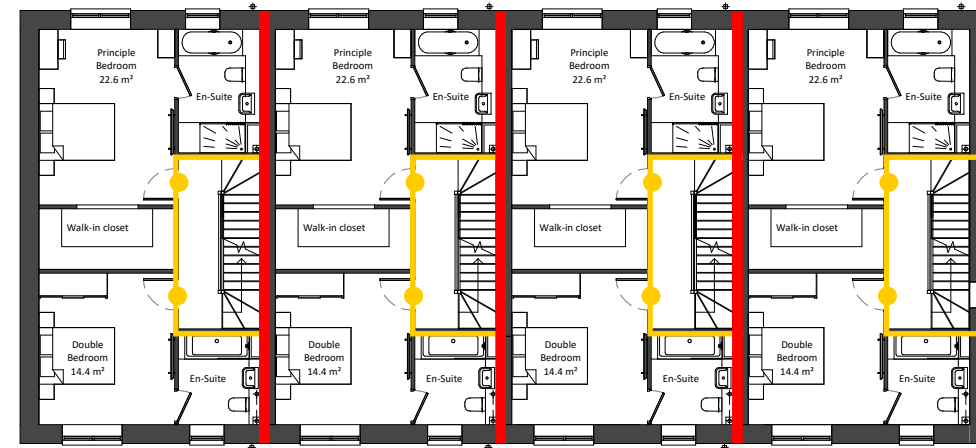 Principle
Bedroom
22.6 m²
En-Suite
Walk-in closet
Double
Bedroom
14.4 m²
En-Suite
Principle
Bedroom
22.6 m²
En-Suite
Walk-in closet
Double
Bedroom
14.4 m²
En-Suite
Principle
Bedroom
22.6 m²
En-Suite
Walk-in closet
Double
Bedroom
14.4 m²
En-Suite
Principle
Bedroom
22.6 m²
En-Suite
Walk-in closet
Double
Bedroom
14.4 m²
En-Suite